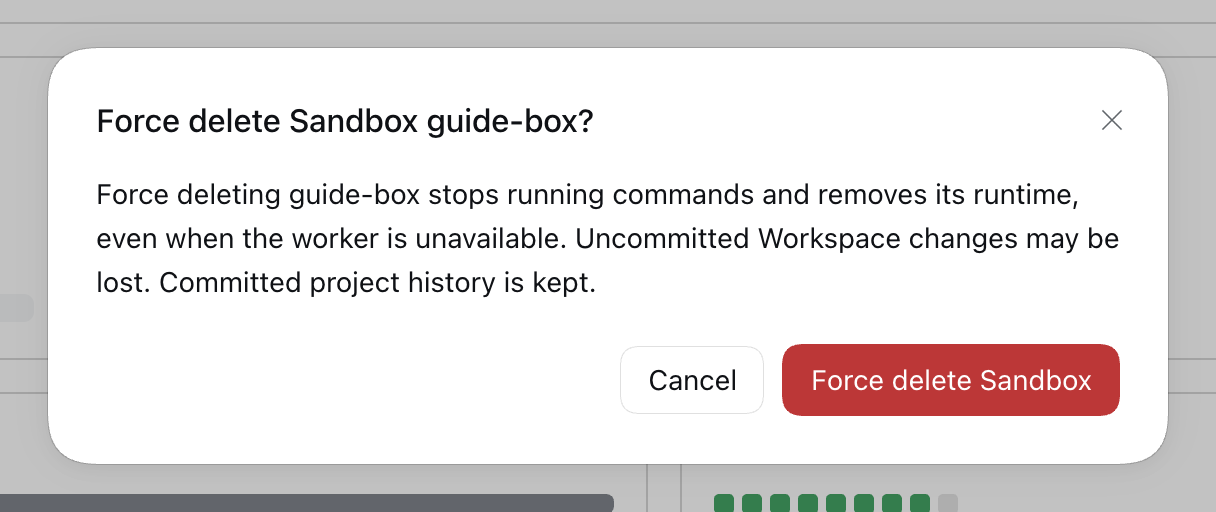 Force delete Sandbox guide-box?
Force deleting guide-box stops running commands and removes its runtime,
even when the worker is unavailable. Uncommitted Workspace changes may be
lost. Committed project history is kept.
Cancel
Force delete Sandbox